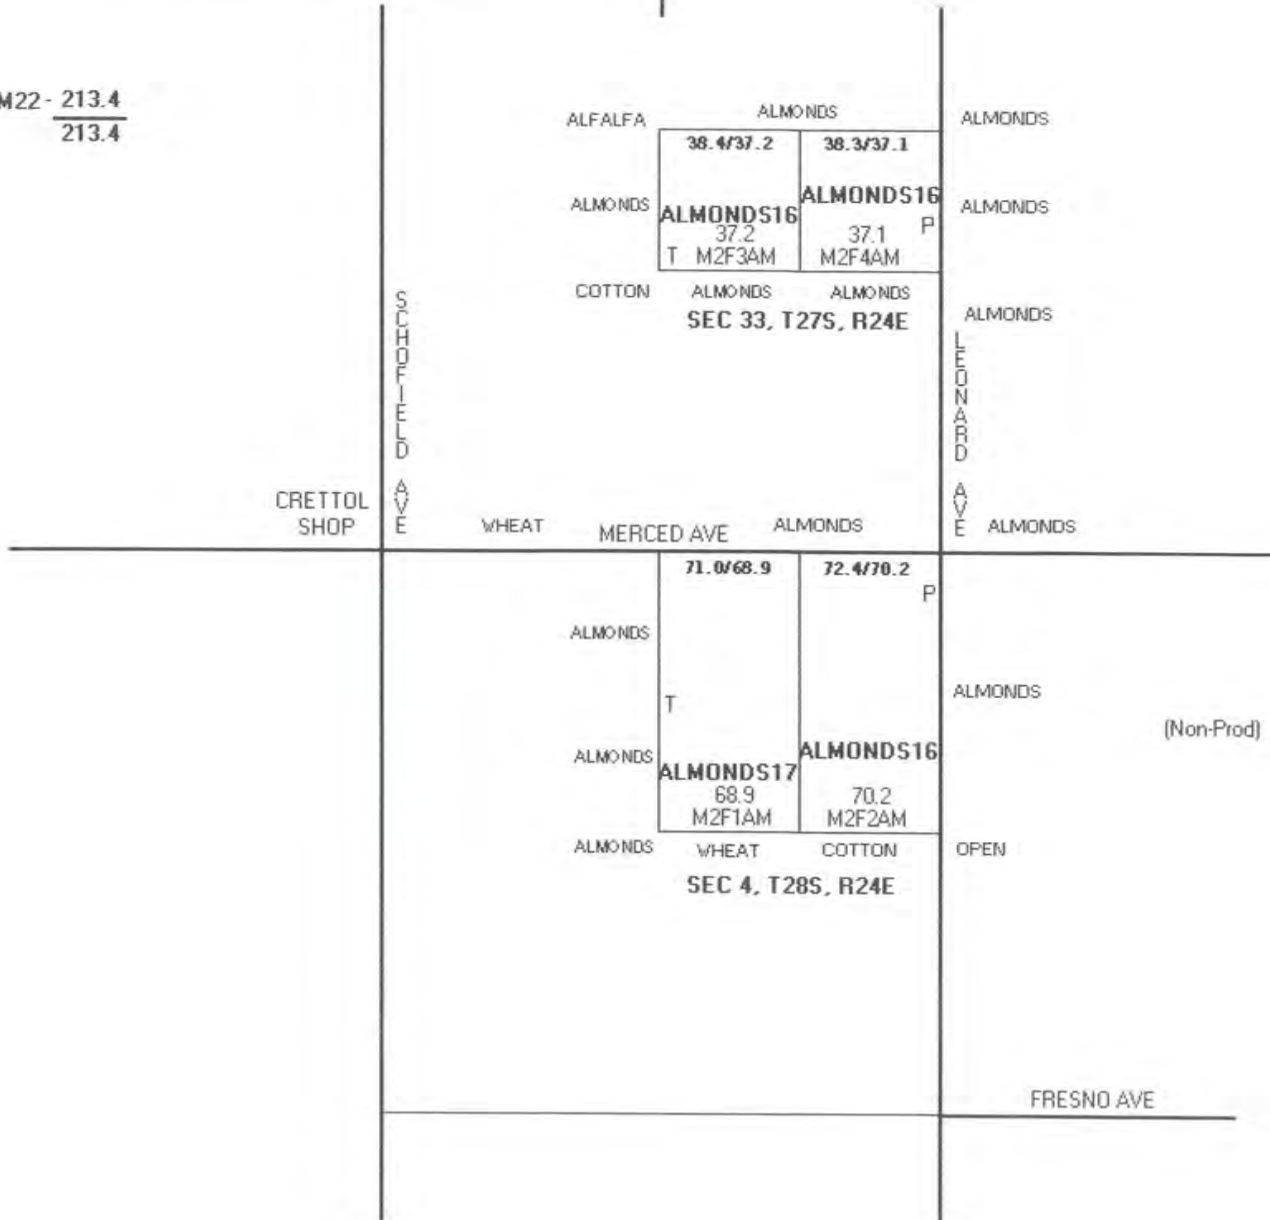 M22 - 213.4
213.4
ALFALFA
ALMONDS
ALMONDS
38.4/37.2
38.3/37.1
ALMONDS
ALMONDS16
37.2
T M2F3AM
ALMONDS16
P
37.1
M2F4AM
ALMONDS
COTTON
ALMONDS
ALMONDS
SEC 33, T27S, R24E
ALMONDS
SCHOFIELD AVE
LEONARD AVE
CRETTOL
SHOP
WHEAT
MERCED AVE
ALMONDS
ALMONDS
71.0/68.9
72.4/70.2
P
ALMONDS
T
ALMONDS
(Non-Prod)
ALMONDS
ALMONDS17
68.9
M2F1AM
ALMONDS16
70.2
M2F2AM
ALMONDS
WHEAT
COTTON
OPEN
SEC 4, T28S, R24E
FRESNO AVE